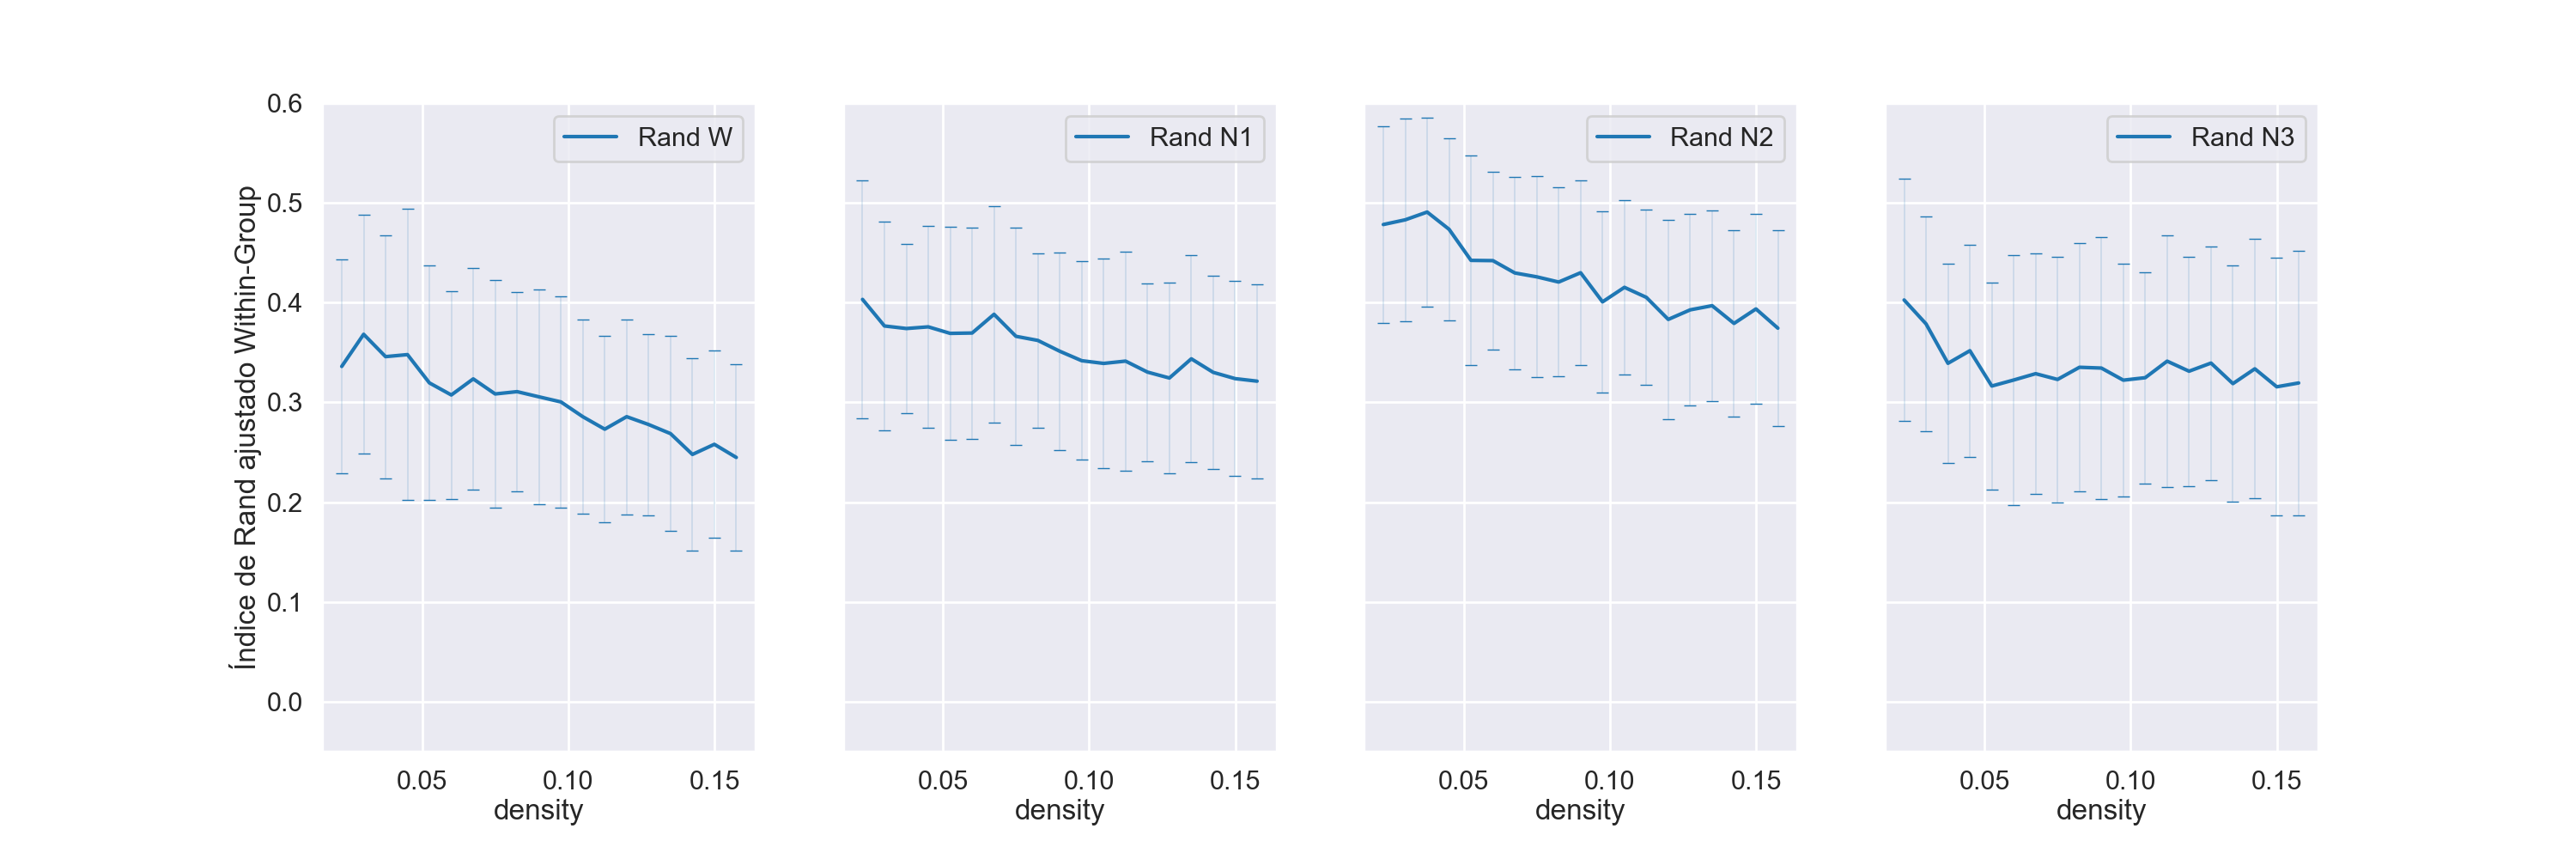 Índice de Rand ajustado Within-Group
0.6
0.5
0.4
0.3
0.2
0.1
0.0
Rand W
0.05 0.10 0.15
density
Rand N1
0.05 0.10 0.15
density
Rand N2
0.05 0.10 0.15
density
Rand N3
0.05 0.10 0.15
density